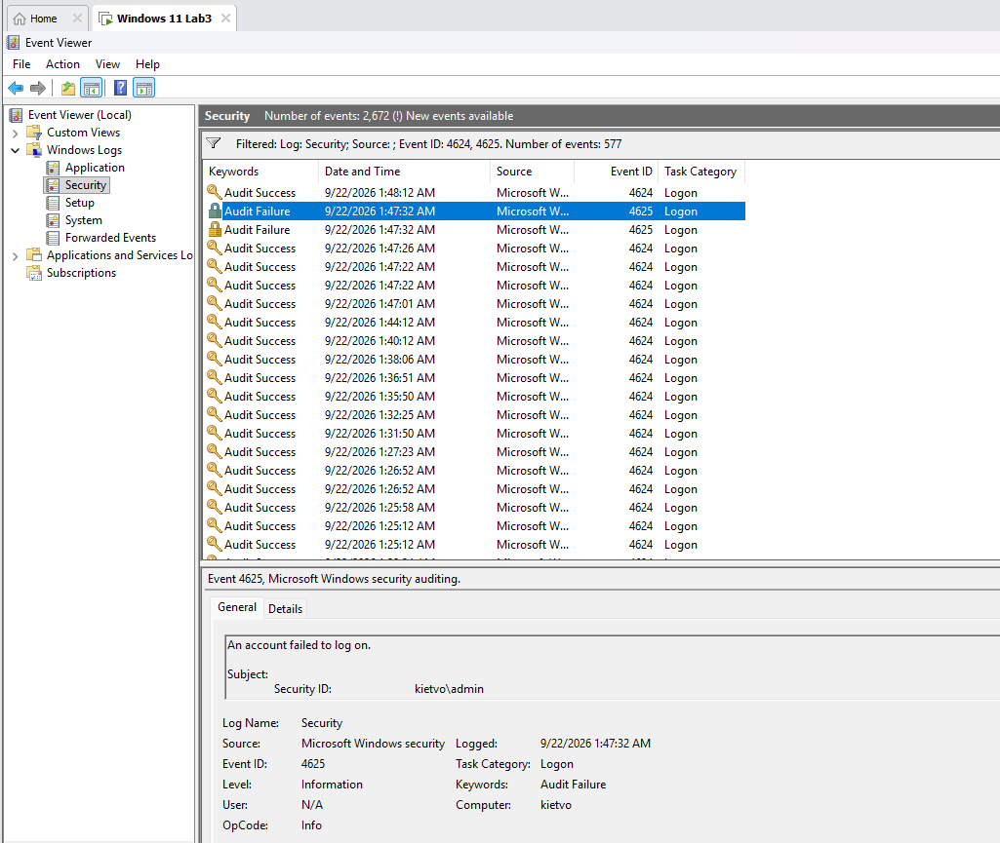 Home
Windows 11 Lab3
Event Viewer
File Action View Help
Event Viewer (Local)
Custom Views
Windows Logs
Application
Security
Setup
System
Forwarded Events
Applications and Services Lo
Subscriptions
Security Number of events: 2,672 (!) New events available
Filtered: Log: Security; Source: ; Event ID: 4624, 4625. Number of events: 577
Keywords Date and Time Source Event ID Task Category
Audit Success 9/22/2026 1:48:12 AM Microsoft W... 4624 Logon
Audit Failure 9/22/2026 1:47:32 AM Microsoft W... 4625 Logon
Audit Failure 9/22/2026 1:47:32 AM Microsoft W... 4625 Logon
Audit Success 9/22/2026 1:47:26 AM Microsoft W... 4624 Logon
Audit Success 9/22/2026 1:47:22 AM Microsoft W... 4624 Logon
Audit Success 9/22/2026 1:47:22 AM Microsoft W... 4624 Logon
Audit Success 9/22/2026 1:47:01 AM Microsoft W... 4624 Logon
Audit Success 9/22/2026 1:44:12 AM Microsoft W... 4624 Logon
Audit Success 9/22/2026 1:40:12 AM Microsoft W... 4624 Logon
Audit Success 9/22/2026 1:38:06 AM Microsoft W... 4624 Logon
Audit Success 9/22/2026 1:36:51 AM Microsoft W... 4624 Logon
Audit Success 9/22/2026 1:35:50 AM Microsoft W... 4624 Logon
Audit Success 9/22/2026 1:32:25 AM Microsoft W... 4624 Logon
Audit Success 9/22/2026 1:31:50 AM Microsoft W... 4624 Logon
Audit Success 9/22/2026 1:27:23 AM Microsoft W... 4624 Logon
Audit Success 9/22/2026 1:26:52 AM Microsoft W... 4624 Logon
Audit Success 9/22/2026 1:26:52 AM Microsoft W... 4624 Logon
Audit Success 9/22/2026 1:25:58 AM Microsoft W... 4624 Logon
Audit Success 9/22/2026 1:25:12 AM Microsoft W... 4624 Logon
Audit Success 9/22/2026 1:25:12 AM Microsoft W... 4624 Logon
Event 4625, Microsoft Windows security auditing.
General Details
An account failed to log on.
Subject:
Security ID: kietvo\admin
Log Name: Security
Source: Microsoft Windows security Logged: 9/22/2026 1:47:32 AM
Event ID: 4625 Task Category: Logon
Level: Information Keywords: Audit Failure
User: N/A Computer: kietvo
OpCode: Info